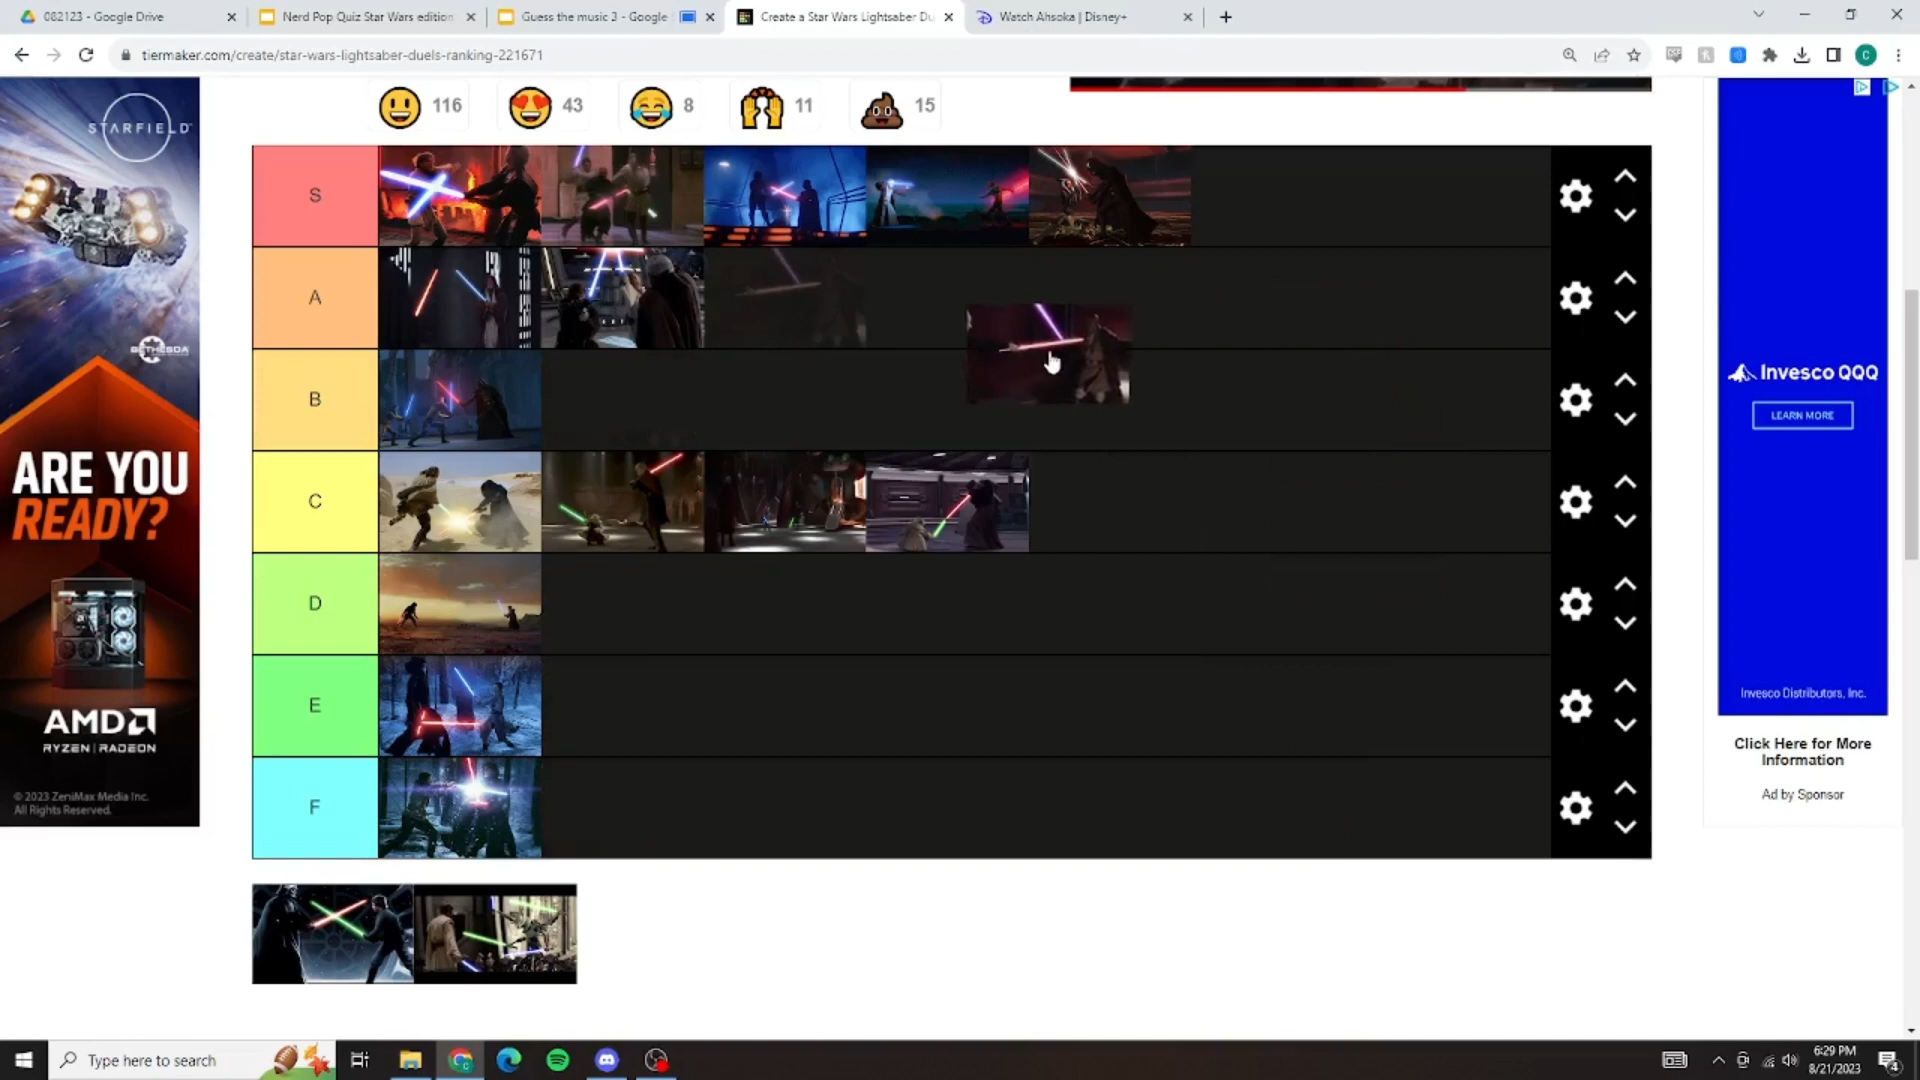 082123 - Google Drive
Nerd Pop Quiz Star Wars edition
Guess the music 3 - Google
Create a Star Wars Lightsaber Du
Watch Ahsoka | Disney+
tiermaker.com/create/star-wars-lightsaber-duels-ranking-221671
116
43
8
11
15
STARFIELD
BETHESDA
ARE YOU
READY?
AMD
RYZEN | RADEON
© 2023 ZeniMax Media Inc.
All Rights Reserved.
S
A
B
C
D
E
F
Invesco QQQ
LEARN MORE
Invesco Distributors, Inc.
Click Here for More
Information
Ad by Sponsor
Type here to search
6:29 PM
8/21/2023
4